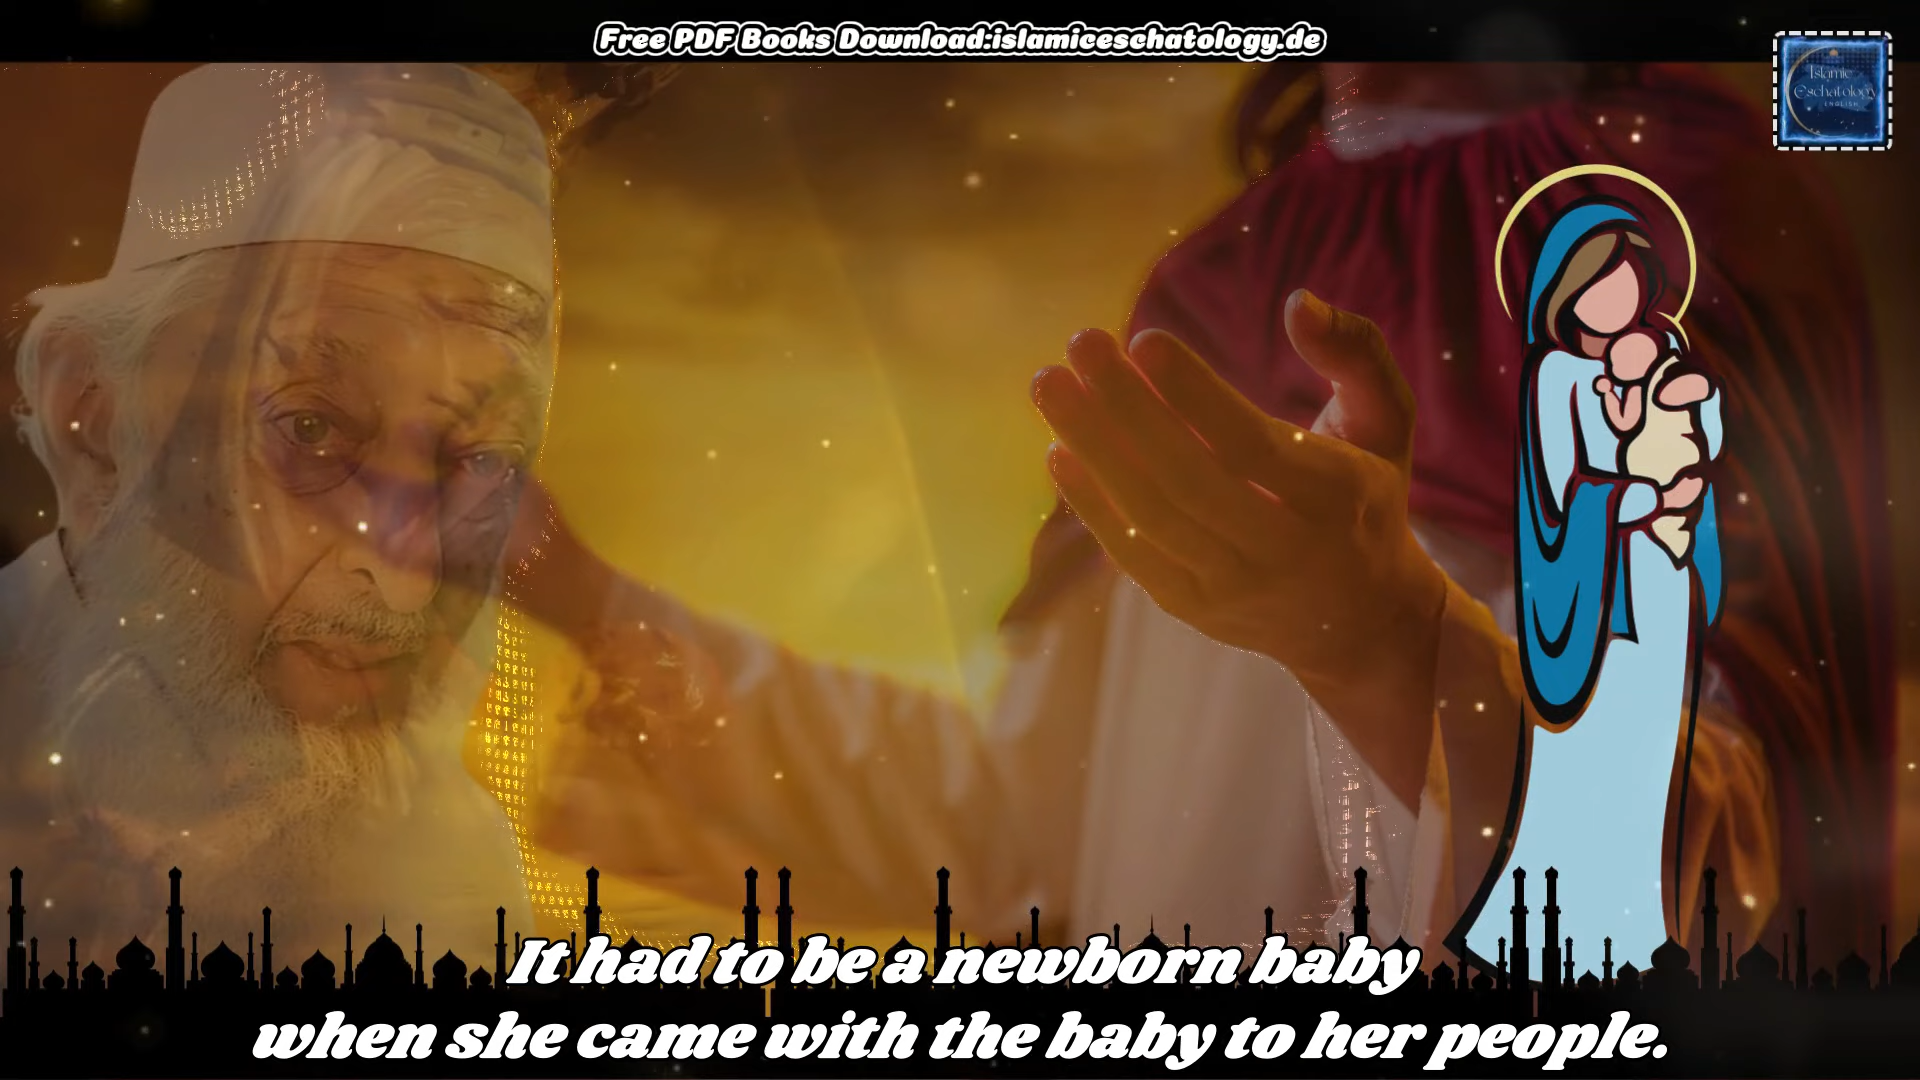 Free PDF Books Download:islamiceschatology.de
Islamic
Eschatology
ENGLISH
It had to be a newborn baby
when she came with the baby to her people.